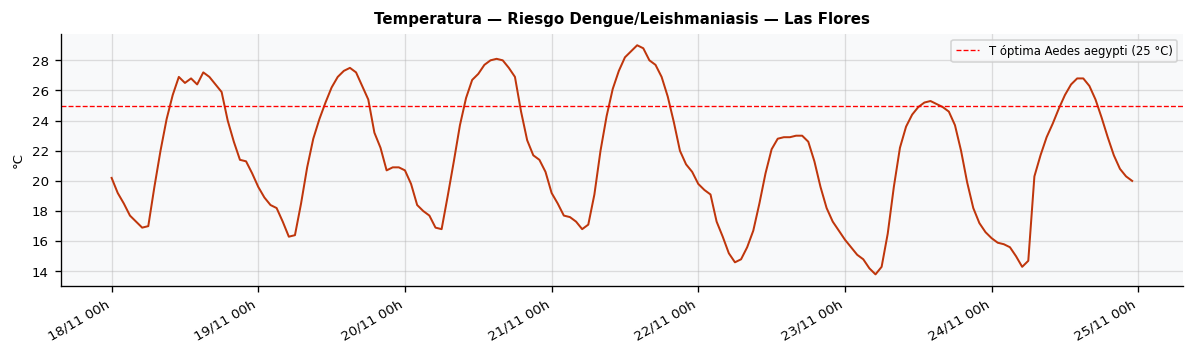 Temperatura — Riesgo Dengue/Leishmaniasis — Las Flores
T óptima Aedes aegypti (25 °C)
°C
28
26
24
22
20
18
16
14
18/11 00h
19/11 00h
20/11 00h
21/11 00h
22/11 00h
23/11 00h
24/11 00h
25/11 00h